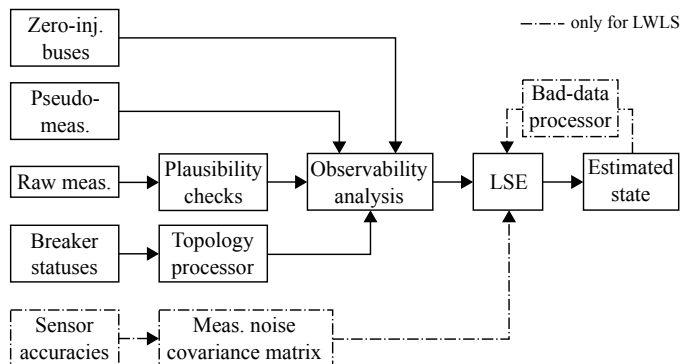 Zero-inj.
buses
only for LWLS
Pseudo-
meas.
Bad-data
processor
Raw meas.
Plausibility
checks
Observability
analysis
LSE
Estimated
state
Breaker
statuses
Topology
processor
Sensor
accuracies
Meas. noise
covariance matrix